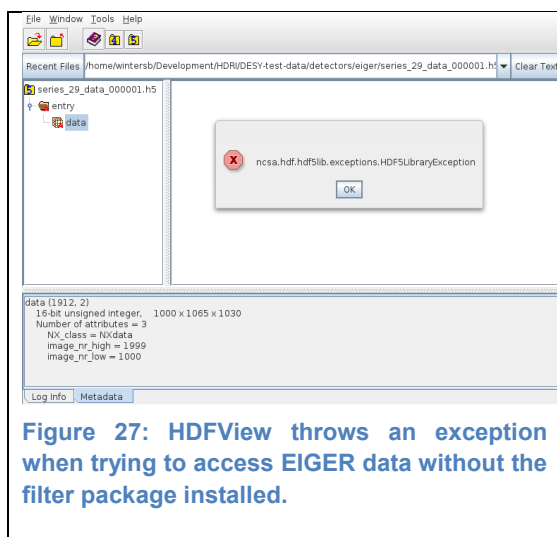 File Window Tools Help
Recent Files /home/wintersb/Development/HDRI/DESY-test-data/detectors/eiger/series_29_data_000001.h5 Clear Text
series_29_data_000001.h5
entry
data
ncsa.hdf.hdf5lib.exceptions.HDF5LibraryException
OK
data (1912, 2)
16-bit unsigned integer, 1000 x 1065 x 1030
Number of attributes = 3
NX_class = NXdata
image_nr_high = 1999
image_nr_low = 1000
Log Info Metadata
Figure 27: HDFView throws an exception
when trying to access EIGER data without the
filter package installed.